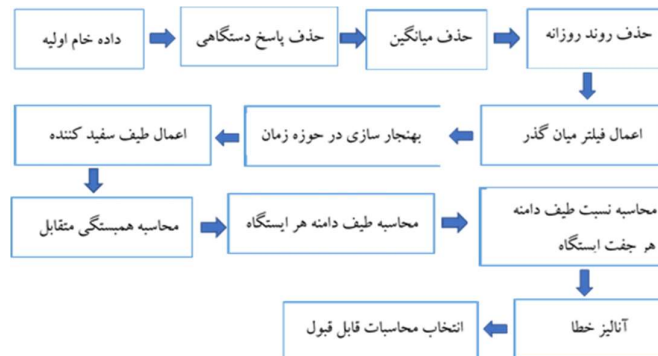 داده خام اولیه
حذف پاسخ دستگاهی
حذف میانگین
حذف روند روزانه
اعمال فیلتر میان گذر
بهنجار سازی در حوزه زمان
اعمال طیف سفید کننده
محاسبه همبستگی متقابل
محاسبه طیف دامنه هر ایستگاه
محاسبه نسبت طیف دامنه
هر جفت ایستگاه
آنالیز خطا
انتخاب محاسبات قابل قبول